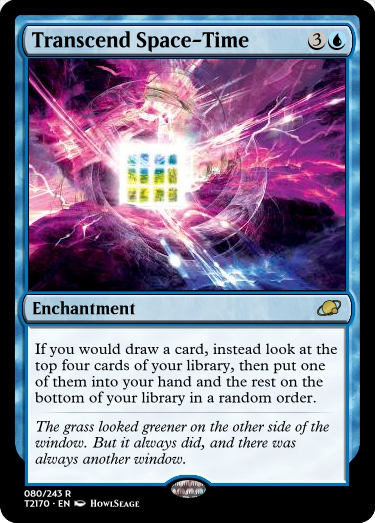 Transcend Space-Time 3
Enchantment
If you would draw a card, instead look at the
top four cards of your library, then put one
of them into your hand and the rest on the
bottom of your library in a random order.
The grass looked greener on the other side of the
window. But it always did, and there was
always another window.
080/243 R
T2170 • EN HowlSeage